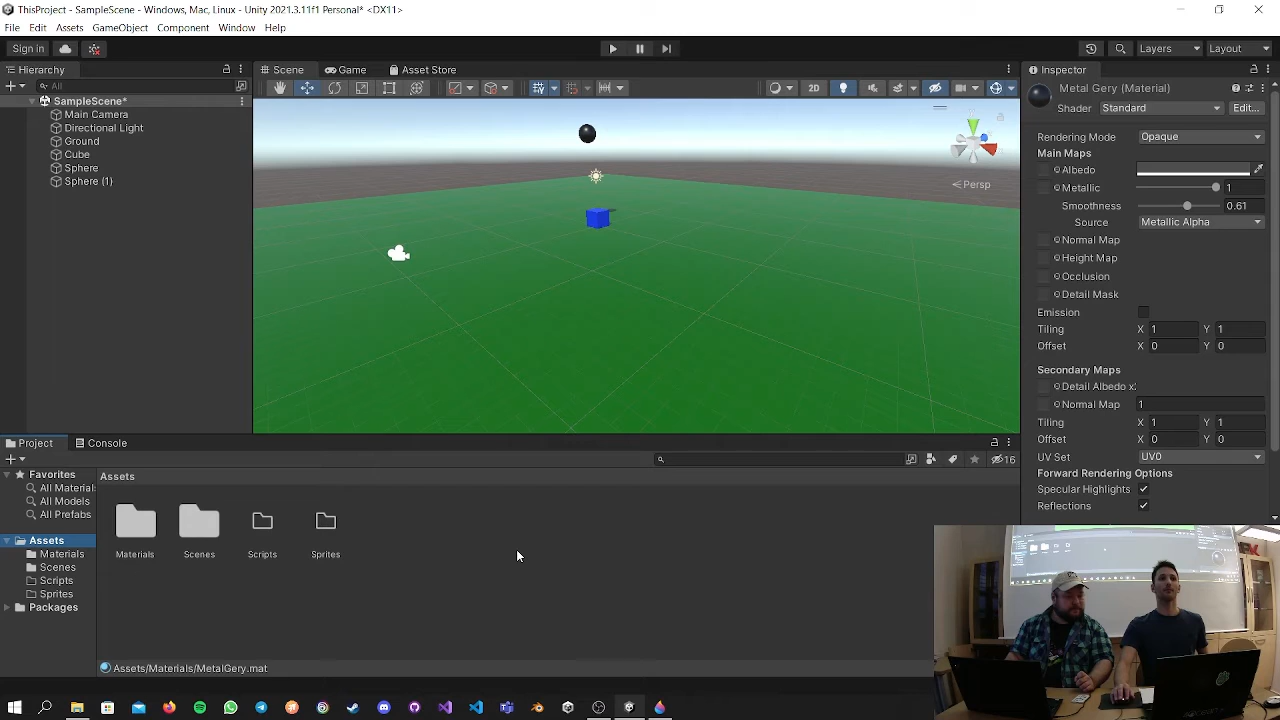 ThisProject - SampleScene - Windows, Mac, Linux - Unity 2021.3.11f1 Personal* <DX11>
File Edit Assets GameObject Component Window Help
Sign in
Layers
Layout
Hierarchy
All
SampleScene*
Main Camera
Directional Light
Ground
Cube
Sphere
Sphere (1)
Scene
Game
Asset Store
2D
Persp
Inspector
Metal Gery (Material)
Shader Standard Edit...
Rendering Mode Opaque
Main Maps
Albedo
Metallic 1
Smoothness 0.61
Source Metallic Alpha
Normal Map
Height Map
Occlusion
Detail Mask
Emission
Tiling X 1 Y 1
Offset X 0 Y 0
Secondary Maps
Detail Albedo x
Normal Map 1
Tiling X 1 Y 1
Offset X 0 Y 0
UV Set UV0
Forward Rendering Options
Specular Highlights
Reflections
Project
Console
16
Favorites
All Material
All Models
All Prefabs
Assets
Materials
Scenes
Scripts
Sprites
Packages
Assets
Materials
Scenes
Scripts
Sprites
Assets/Materials/MetalGery.mat